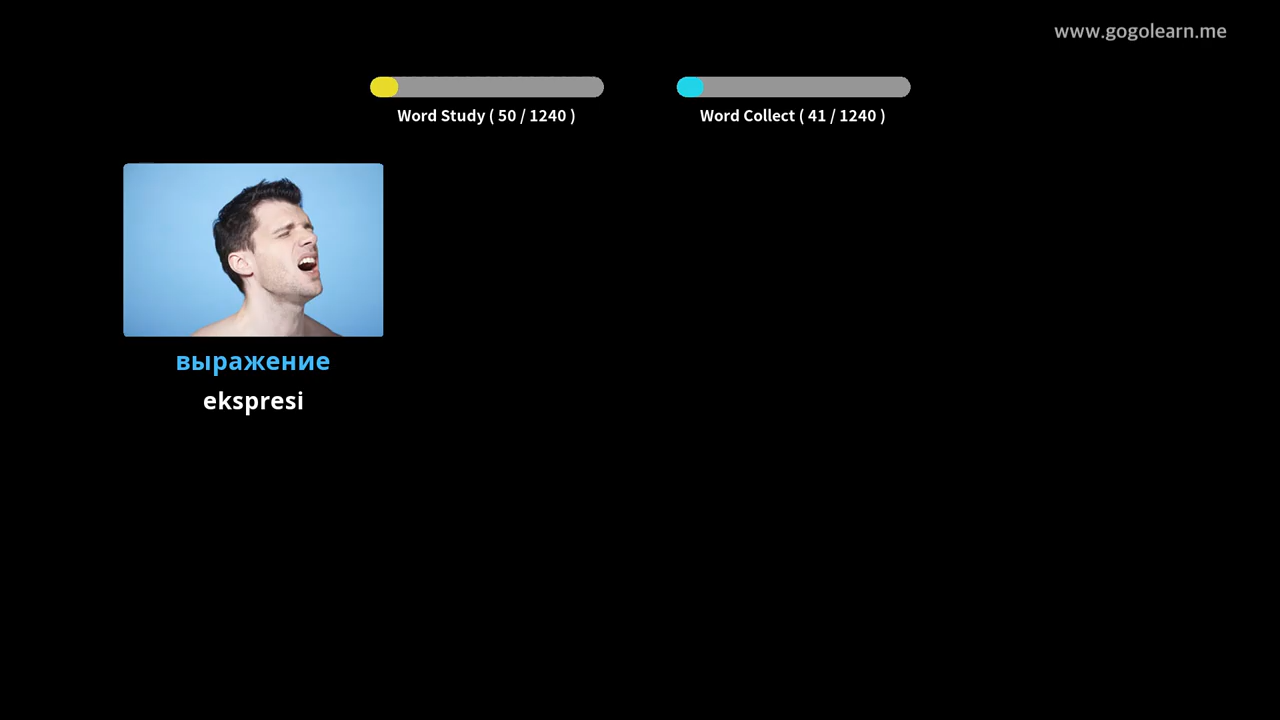 www.gogolearn.me
Word Study ( 50 / 1240 )
Word Collect ( 41 / 1240 )
выражение
ekspresi